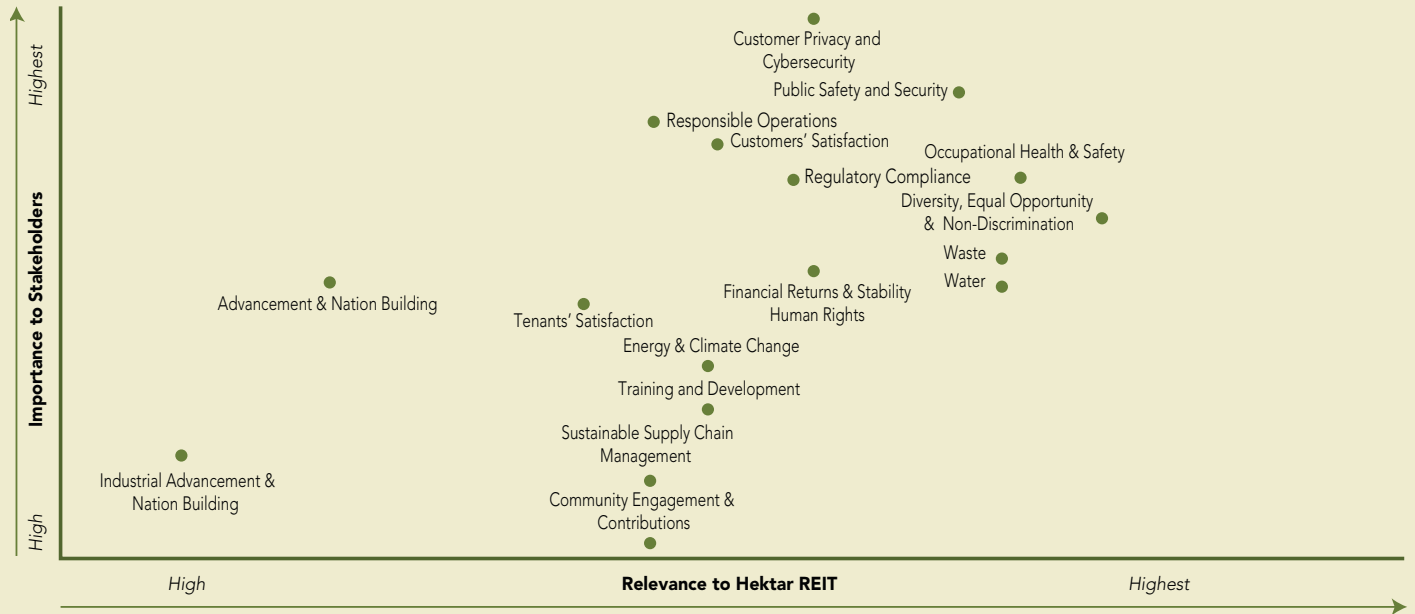 Highest
Importance to Stakeholders
High
Customer Privacy and
Cybersecurity
Public Safety and Security
Responsible Operations
Customers' Satisfaction
Occupational Health & Safety
Regulatory Compliance
Diversity, Equal Opportunity
& Non-Discrimination
Waste
Water
Financial Returns & Stability
Human Rights
Advancement & Nation Building
Tenants' Satisfaction
Energy & Climate Change
Training and Development
Sustainable Supply Chain
Management
Industrial Advancement &
Nation Building
Community Engagement &
Contributions
High
Relevance to Hektar REIT
Highest